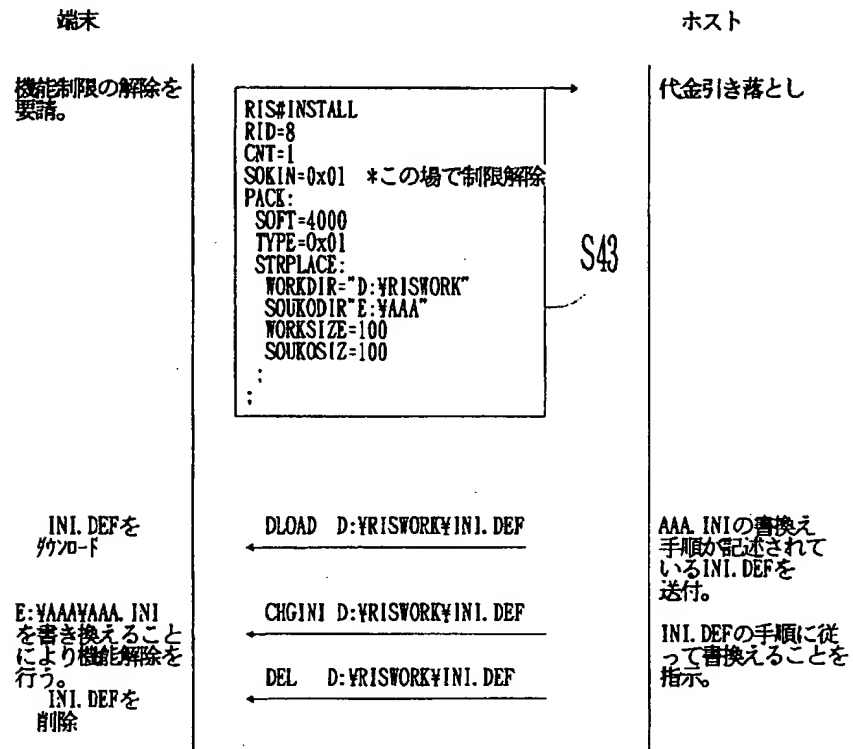 端末
ホスト
機能制限の解除を
要請。
代金引き落とし
RIS#INSTALL
RID=8
CNT=1
SOKIN=0x01 *この場で制限解除
PACK:
SOFT=4000
TYPE=0x01
STRPLACE:
WORKDIR="D:¥RISWORK"
SOUKODIR"E:¥AAA"
WORKSIZE=100
SOUKOSIZ=100
:
:
S43
INI.DEFを
ダウンロード
DLOAD D:¥RISWORK¥INI.DEF
AAA.INIの書換え
手順が記述されて
いるINI.DEFを
送付。
E:¥AAA¥AAA.INI
を書き換えること
により機能解除を
行う。
CHGINI D:¥RISWORK¥INI.DEF
INI.DEFの手順に従
って書換えることを
指示。
DEL D:¥RISWORK¥INI.DEF
INI.DEFを
削除